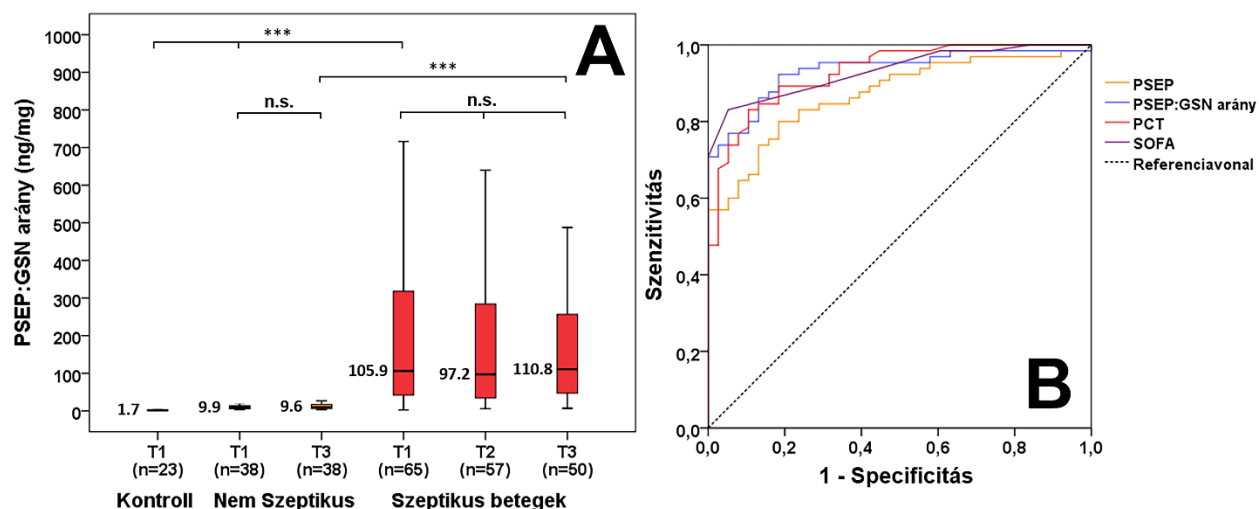 A
PSEP:GSN arány (ng/mg)
1000
900
800
700
600
500
400
300
200
100
0
***
***
n.s.
n.s.
1.7
9.9
9.6
105.9
97.2
110.8
T1 T1 T3 T1 T2 T3
(n=23) (n=38) (n=38) (n=65) (n=57) (n=50)
Kontroll Nem Szeptikus Szeptikus betegek
B
Szenzitivitás
1,0
0,8
0,6
0,4
0,2
0,0
0,0 0,2 0,4 0,6 0,8 1,0
1 - Specificitás
PSEP
PSEP:GSN arány
PCT
SOFA
Referenciavonal